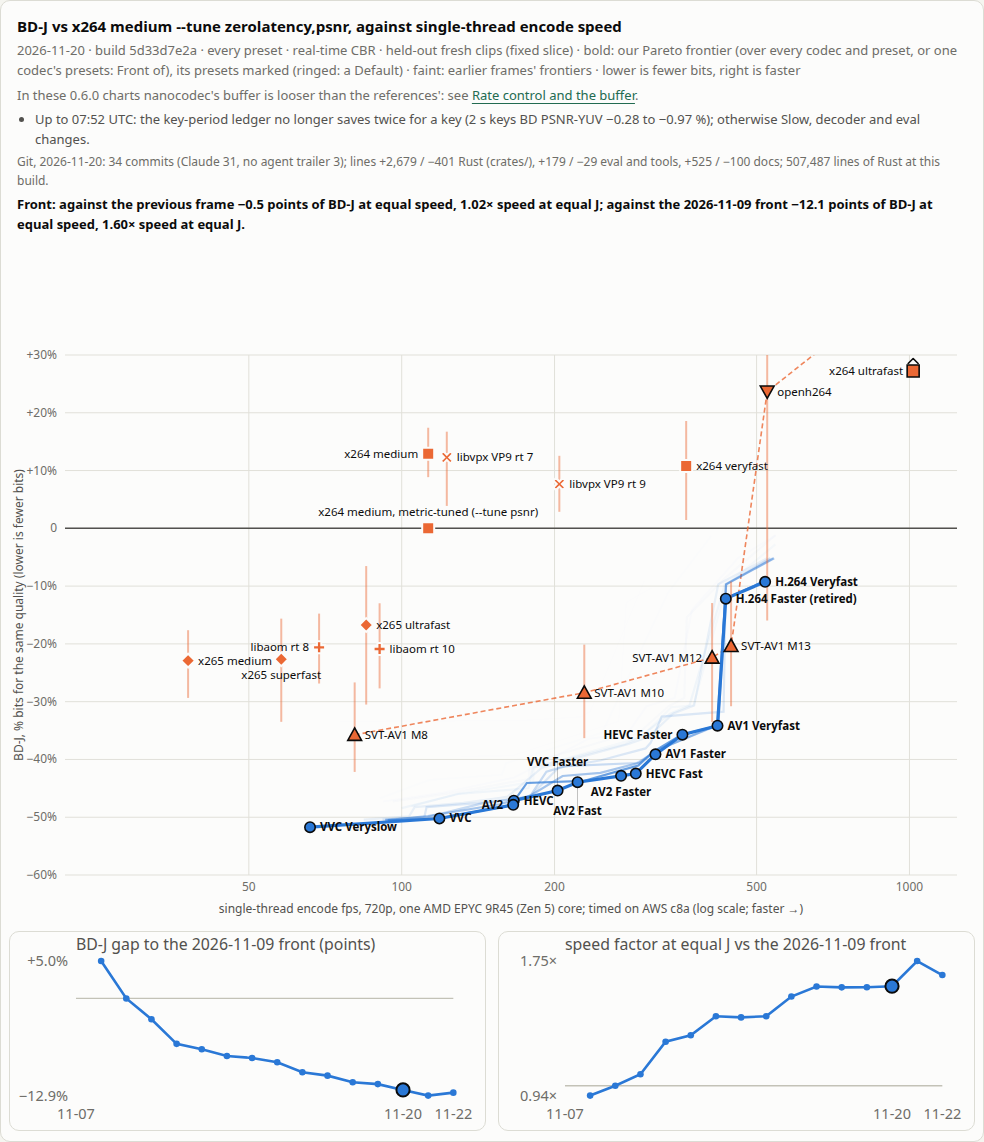 BD-J vs x264 medium --tune zerolatency,psnr, against single-thread encode speed
2026-11-20 · build 5d33d7e2a · every preset · real-time CBR · held-out fresh clips (fixed slice) · bold: our Pareto frontier (over every codec and preset, or one
codec's presets: Front of), its presets marked (ringed: a Default) · faint: earlier frames' frontiers · lower is fewer bits, right is faster
In these 0.6.0 charts nanocodec's buffer is looser than the references': see Rate control and the buffer.
• Up to 07:52 UTC: the key-period ledger no longer saves twice for a key (2 s keys BD PSNR-YUV −0.28 to −0.97 %); otherwise Slow, decoder and eval
changes.
Git, 2026-11-20: 34 commits (Claude 31, no agent trailer 3); lines +2,679 / −401 Rust (crates/), +179 / −29 eval and tools, +525 / −100 docs; 507,487 lines of Rust at this
build.
Front: against the previous frame −0.5 points of BD-J at equal speed, 1.02× speed at equal J; against the 2026-11-09 front −12.1 points of BD-J at
equal speed, 1.60× speed at equal J.
+30%
x264 ultrafast
openh264
+20%
x264 medium
libvpx VP9 rt 7
+10%
x264 veryfast
libvpx VP9 rt 9
x264 medium, metric-tuned (--tune psnr)
0
BD-J, % bits for the same quality (lower is fewer bits)
−10%
H.264 Veryfast
H.264 Faster (retired)
x265 ultrafast
−20%
libaom rt 8
libaom rt 10
SVT-AV1 M13
SVT-AV1 M12
x265 medium
x265 superfast
−30%
SVT-AV1 M10
AV1 Veryfast
SVT-AV1 M8
HEVC Faster
−40%
AV1 Faster
VVC Faster
HEVC Fast
AV2 Faster
AV2
HEVC
AV2 Fast
−50%
VVC
VVC Veryslow
−60%
50
100
200
500
1000
single-thread encode fps, 720p, one AMD EPYC 9R45 (Zen 5) core; timed on AWS c8a (log scale; faster →)
BD-J gap to the 2026-11-09 front (points)
+5.0%
−12.9%
11-07
11-20
11-22
speed factor at equal J vs the 2026-11-09 front
1.75×
0.94×
11-07
11-20
11-22